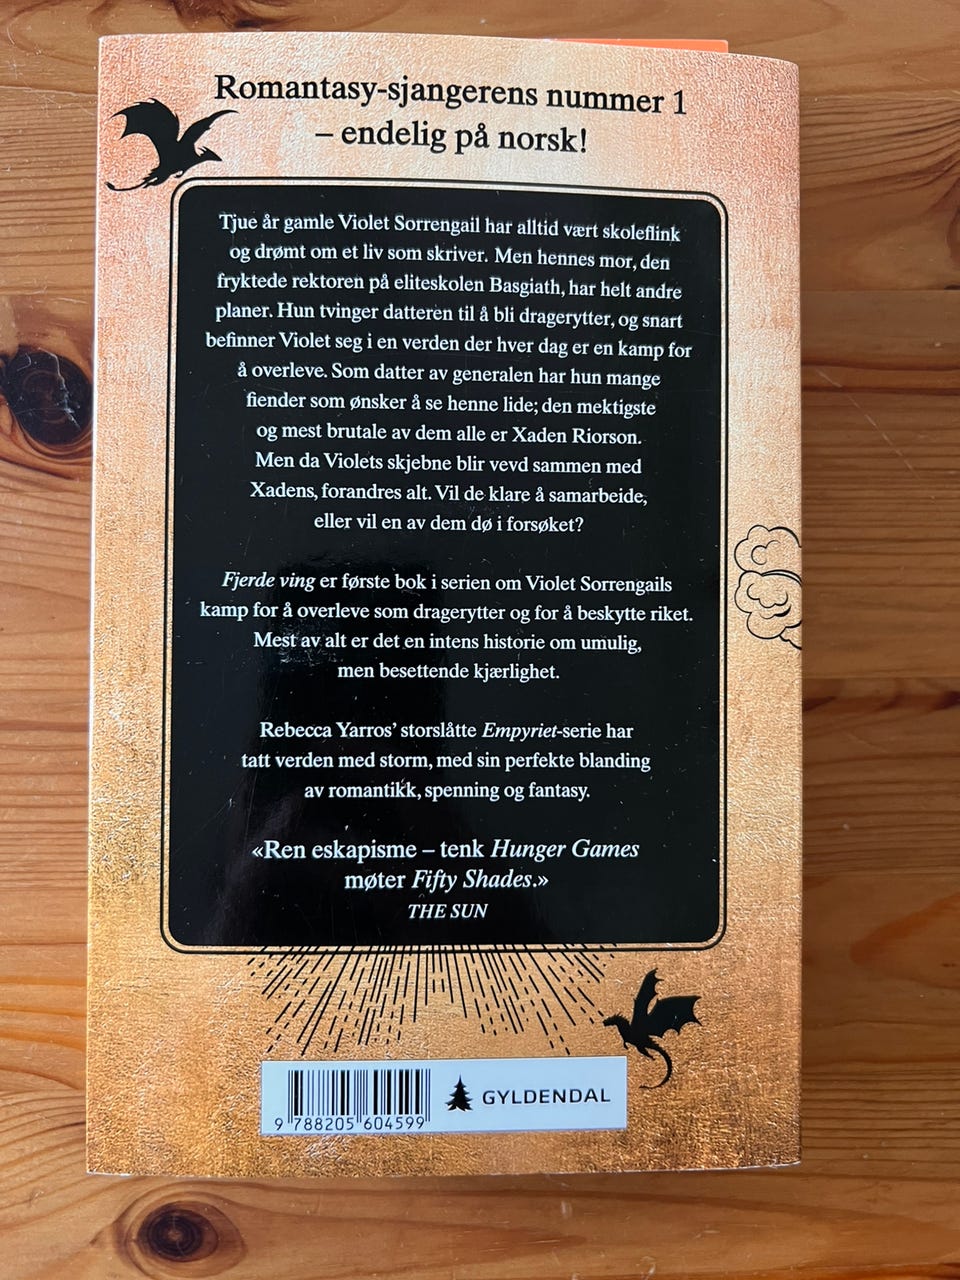 Romantasy-sjangerens nummer 1
– endelig på norsk!
Tjue år gamle Violet Sorrengail har alltid vært skoleflink
og drømt om et liv som skriver. Men hennes mor, den
fryktede rektoren på eliteskolen Basgiath, har helt andre
planer. Hun tvinger datteren til å bli dragerytter, og snart
befinner Violet seg i en verden der hver dag er en kamp for
å overleve. Som datter av generalen har hun mange
fiender som ønsker å se henne lide; den mektigste
og mest brutale av dem alle er Xaden Riorson.
Men da Violets skjebne blir vevd sammen med
Xadens, forandres alt. Vil de klare å samarbeide,
eller vil en av dem dø i forsøket?
Fjerde ving er første bok i serien om Violet Sorrengails
kamp for å overleve som dragerytter og for å beskytte riket.
Mest av alt er det en intens historie om umulig,
men besettende kjærlighet.
Rebecca Yarros’ storslåtte Empyriet-serie har
tatt verden med storm, med sin perfekte blanding
av romantikk, spenning og fantasy.
«Ren eskapisme – tenk Hunger Games
møter Fifty Shades.»
THE SUN
9 788205 604599
GYLDENDAL